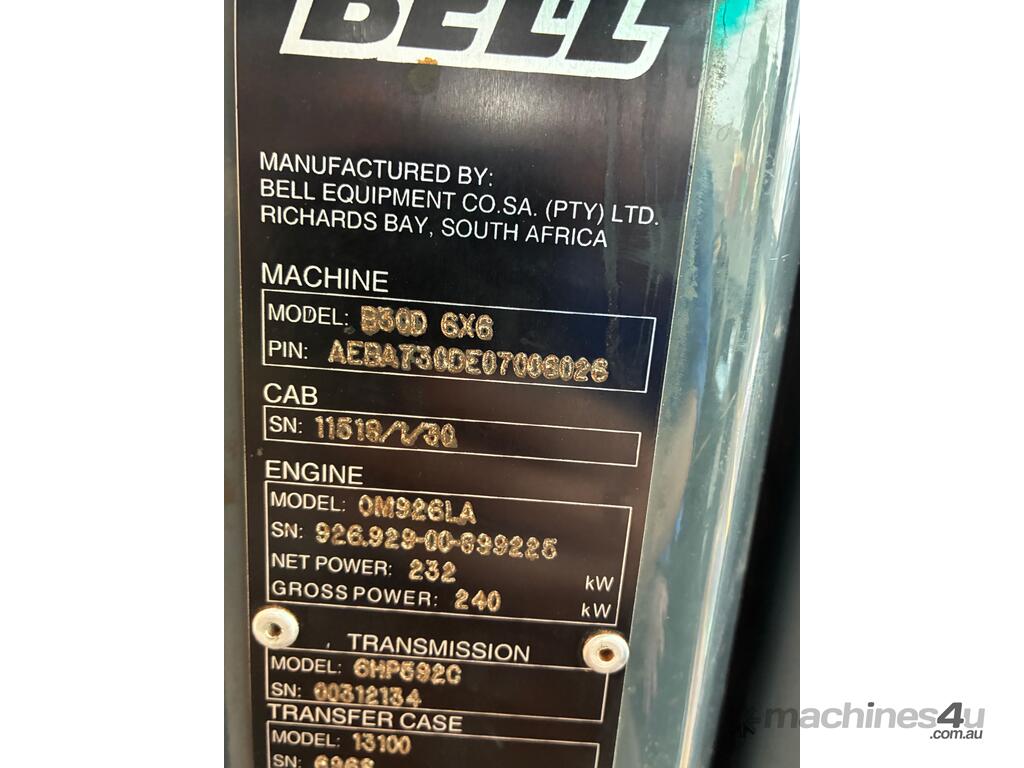 BELL
MANUFACTURED BY:
BELL EQUIPMENT CO.SA. (PTY) LTD.
RICHARDS BAY, SOUTH AFRICA
MACHINE
MODEL: B30D 6X6
PIN: AEBAT30DE07006026
CAB
SN: 11518/1/30
ENGINE
MODEL: OM926LA
SN: 926.929-00-699225
NET POWER: 232 kW
GROSS POWER: 240 kW
TRANSMISSION
MODEL: 6HP592C
SN: 60312134
TRANSFER CASE
MODEL: 13100
SN:
machines4u
.com.au